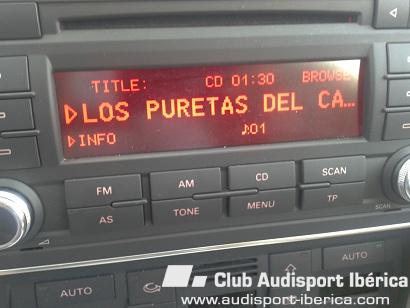 TITLE: CD 01:30 BROWSE
▷LOS PURETAS DEL CA...
▷INFO ♪01
FM AM CD SCAN
AS TONE MENU TP
SCAN
AUTO AUTO
Club Audisport Ibérica
www.audisport-iberica.com